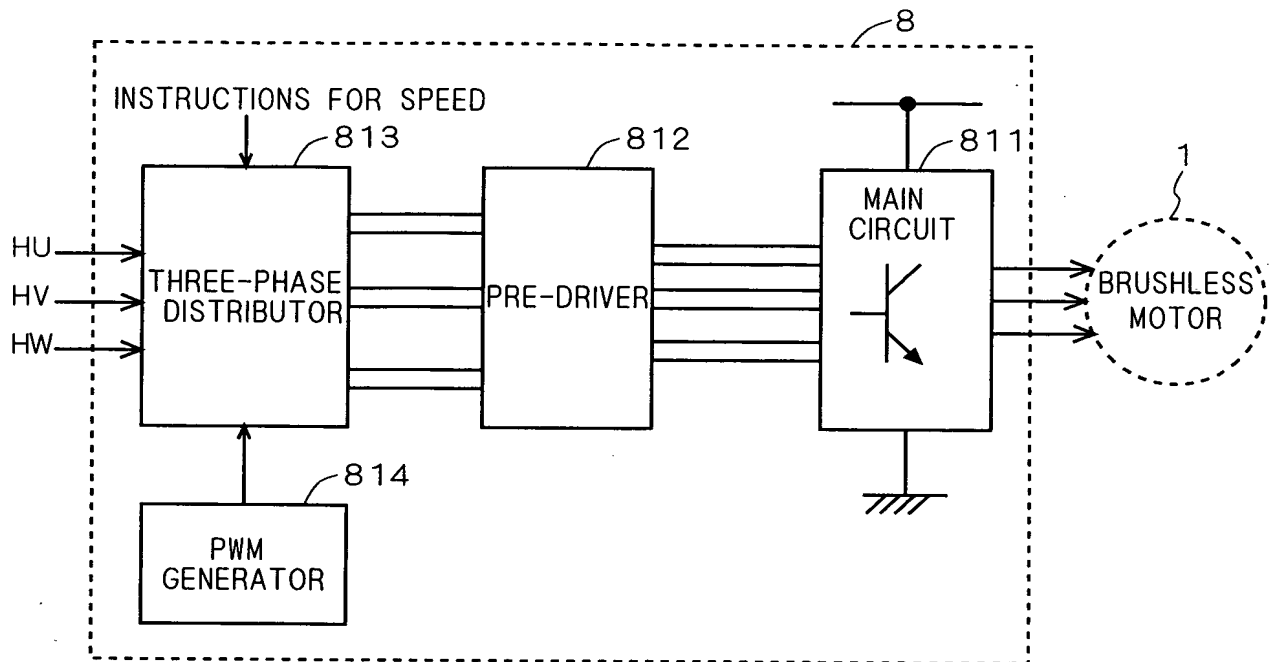 8
INSTRUCTIONS FOR SPEED
813
812
811
1
MAIN
CIRCUIT
HU
HV
HW
THREE-PHASE
DISTRIBUTOR
PRE-DRIVER
BRUSHLESS
MOTOR
814
PWM
GENERATOR